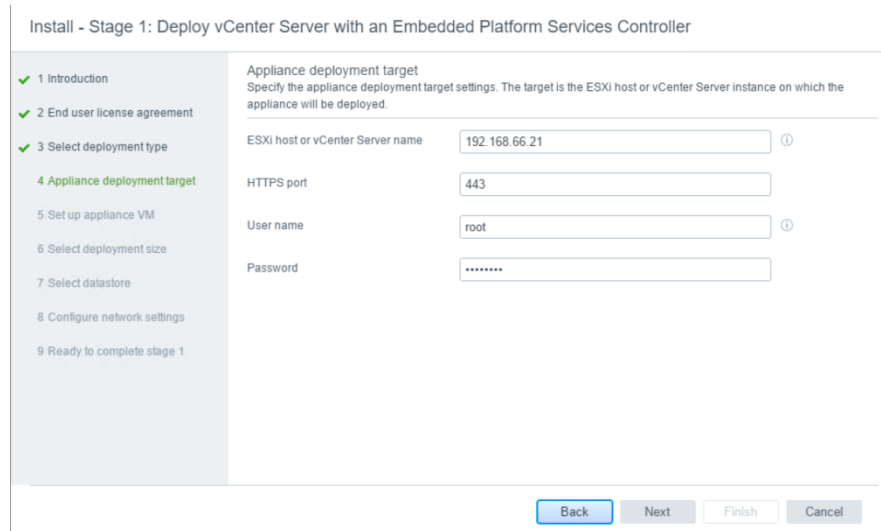 Install - Stage 1: Deploy vCenter Server with an Embedded Platform Services Controller
1 Introduction
2 End user license agreement
3 Select deployment type
4 Appliance deployment target
5 Set up appliance VM
6 Select deployment size
7 Select datastore
8 Configure network settings
9 Ready to complete stage 1
Appliance deployment target
Specify the appliance deployment target settings. The target is the ESXi host or vCenter Server instance on which the
appliance will be deployed.
ESXi host or vCenter Server name 192.168.66.21
HTTPS port 443
User name root
Password ••••••••
Back Next Finish Cancel